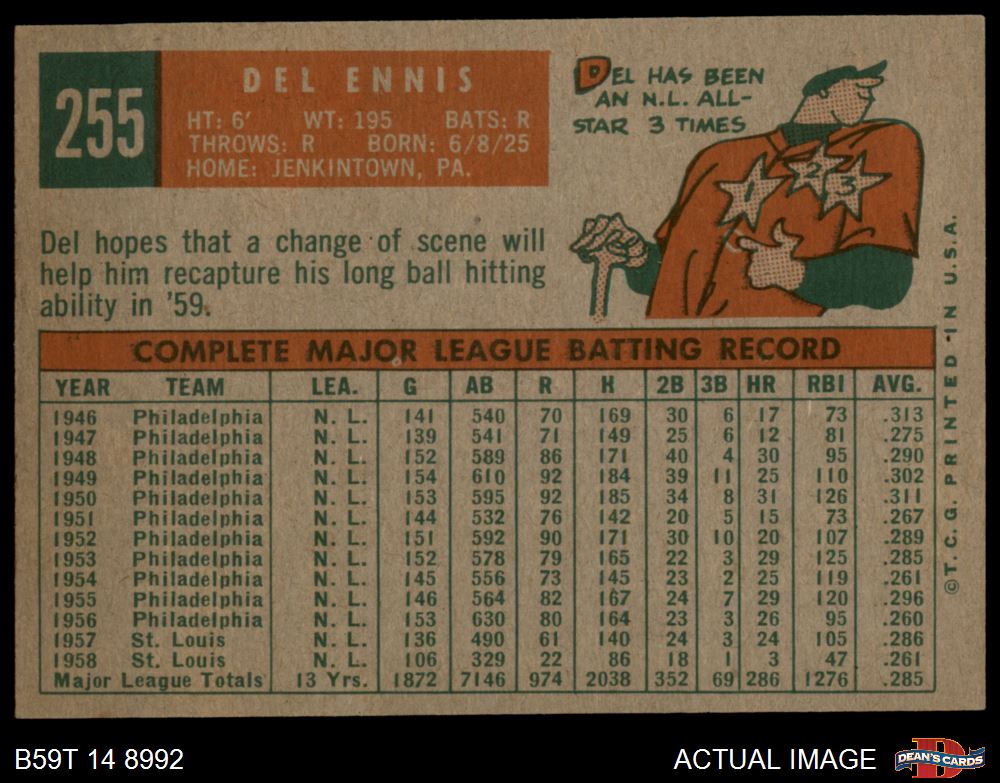 255
DEL ENNIS
HT: 6' WT: 195 BATS: R
THROWS: R BORN: 6/8/25
HOME: JENKINTOWN, PA.
DEL HAS BEEN
AN N.L. ALL-
STAR 3 TIMES
1 2 3
Del hopes that a change of scene will
help him recapture his long ball hitting
ability in '59.
COMPLETE MAJOR LEAGUE BATTING RECORD
YEAR TEAM LEA. G AB R H 2B 3B HR RBI AVG.
1946 Philadelphia N. L. 141 540 70 169 30 6 17 73 .313
1947 Philadelphia N. L. 139 541 71 149 25 6 12 81 .275
1948 Philadelphia N. L. 152 589 86 171 40 4 30 95 .290
1949 Philadelphia N. L. 154 610 92 184 39 11 25 110 .302
1950 Philadelphia N. L. 153 595 92 185 34 8 31 126 .311
1951 Philadelphia N. L. 144 532 76 142 20 5 15 73 .267
1952 Philadelphia N. L. 151 592 90 171 30 10 20 107 .289
1953 Philadelphia N. L. 152 578 79 165 22 3 29 125 .285
1954 Philadelphia N. L. 145 556 73 145 23 2 25 119 .261
1955 Philadelphia N. L. 146 564 82 167 24 7 29 120 .296
1956 Philadelphia N. L. 153 630 80 164 23 3 26 95 .260
1957 St. Louis N. L. 136 490 61 140 24 3 24 105 .286
1958 St. Louis N. L. 106 329 22 86 18 1 3 47 .261
Major League Totals 13 Yrs. 1872 7146 974 2038 352 69 286 1276 .285
©T.C.G. PRINTED IN U.S.A.
B59T 14 8992
ACTUAL IMAGE
D
DEAN'S CARDS